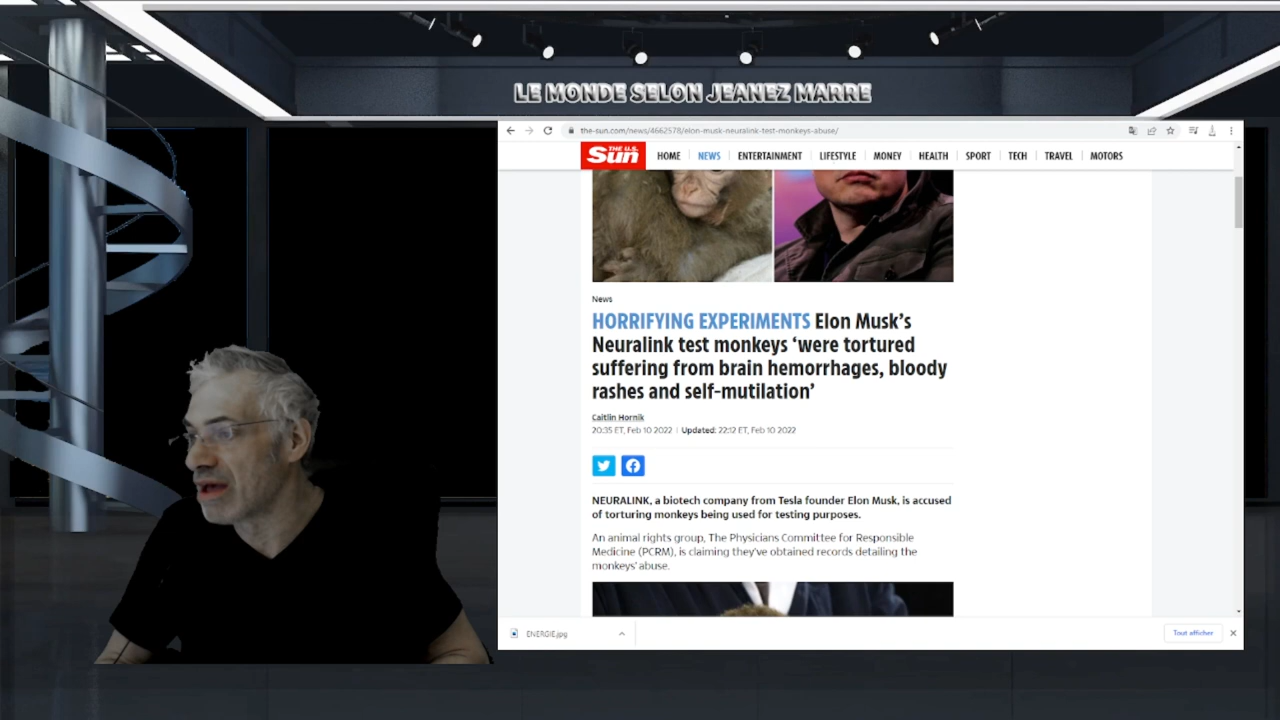 LE MONDE SELON JEANEZ MARRE
the-sun.com/news/4662578/elon-musk-neuralink-test-monkeys-abuse/
THE U.S. Sun
HOME NEWS ENTERTAINMENT LIFESTYLE MONEY HEALTH SPORT TECH TRAVEL MOTORS
News
HORRIFYING EXPERIMENTS Elon Musk’s
Neuralink test monkeys ‘were tortured
suffering from brain hemorrhages, bloody
rashes and self-mutilation’
Caitlin Hornik
20:35 ET, Feb 10 2022 | Updated: 22:12 ET, Feb 10 2022
NEURALINK, a biotech company from Tesla founder Elon Musk, is accused
of torturing monkeys being used for testing purposes.
An animal rights group, The Physicians Committee for Responsible
Medicine (PCRM), is claiming they've obtained records detailing the
monkeys' abuse.
ENERGIE.jpg
Tout afficher